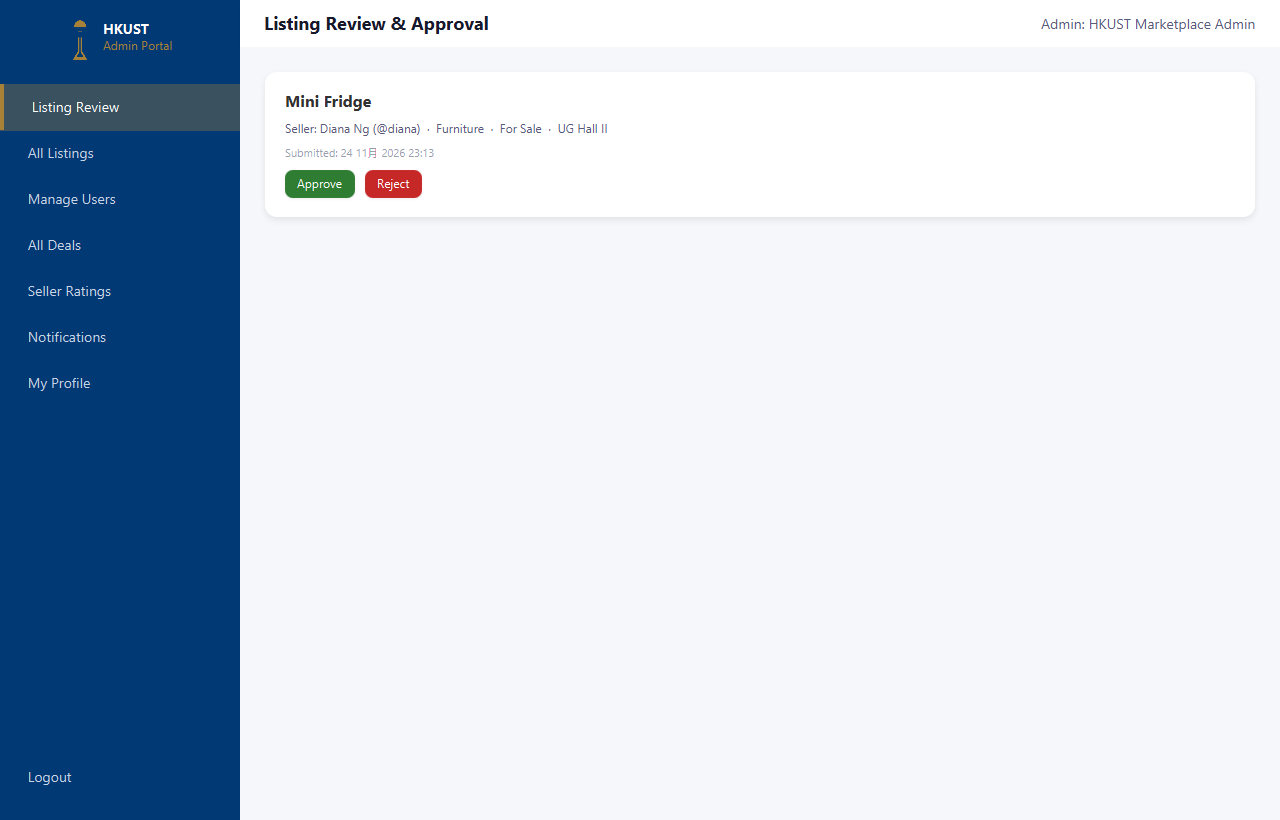 HKUST
Admin Portal
Listing Review
All Listings
Manage Users
All Deals
Seller Ratings
Notifications
My Profile
Logout
Listing Review & Approval
Admin: HKUST Marketplace Admin
Mini Fridge
Seller: Diana Ng (@diana) · Furniture · For Sale · UG Hall II
Submitted: 24 11月 2026 23:13
Approve
Reject